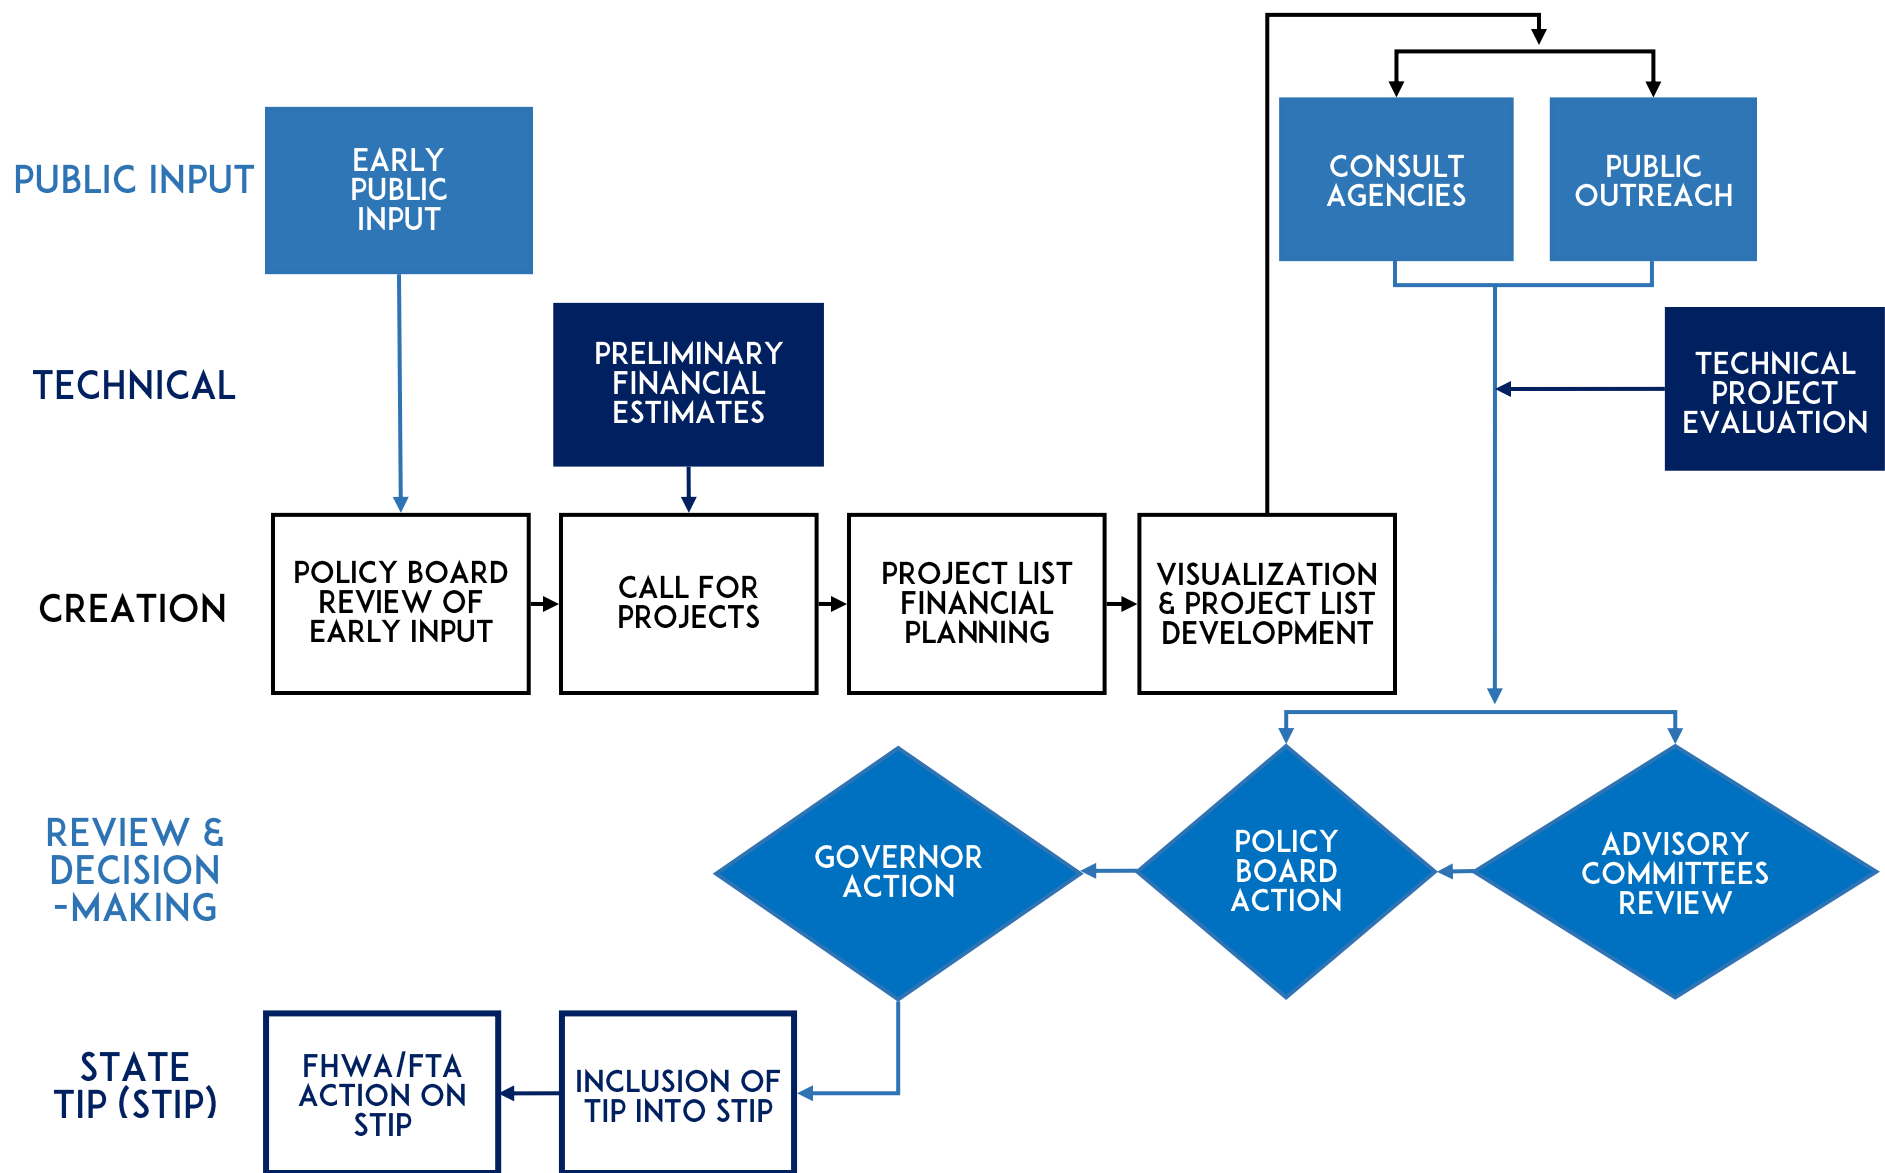 PUBLIC INPUT
EARLY
PUBLIC
INPUT
CONSULT
AGENCIES
PUBLIC
OUTREACH
TECHNICAL
PRELIMINARY
FINANCIAL
ESTIMATES
TECHNICAL
PROJECT
EVALUATION
CREATION
POLICY BOARD
REVIEW OF
EARLY INPUT
CALL FOR
PROJECTS
PROJECT LIST
FINANCIAL
PLANNING
VISUALIZATION
& PROJECT LIST
DEVELOPMENT
REVIEW &
DECISION
-MAKING
GOVERNOR
ACTION
POLICY
BOARD
ACTION
ADVISORY
COMMITTEES
REVIEW
STATE
TIP (STIP)
FHWA/FTA
ACTION ON
STIP
INCLUSION OF
TIP INTO STIP